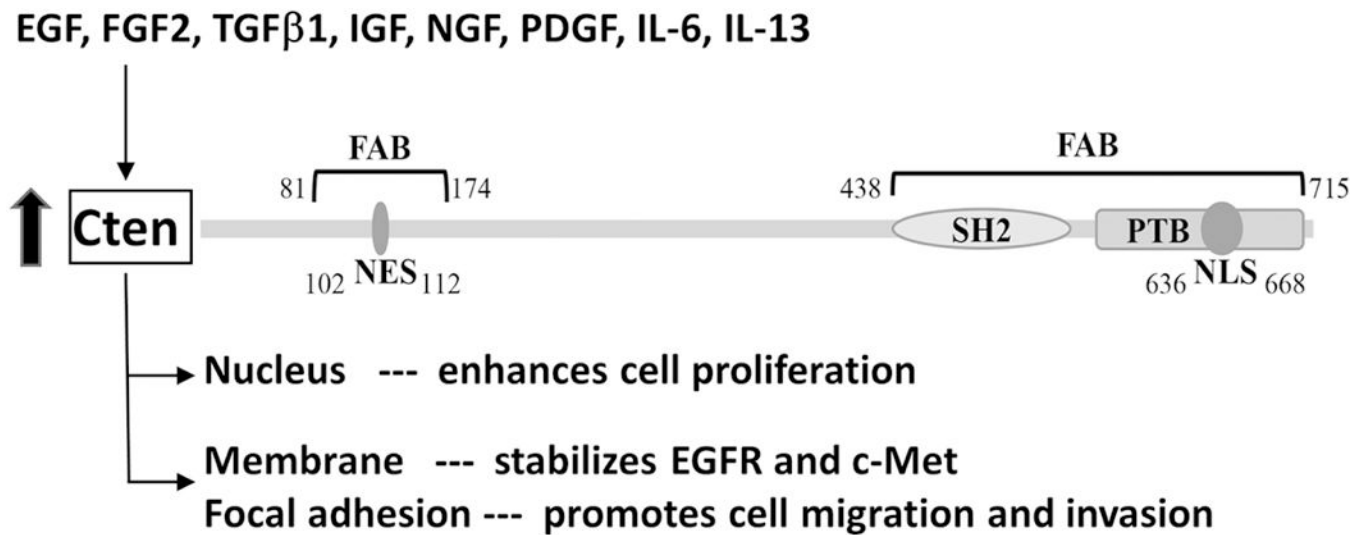 EGF, FGF2, TGFβ1, IGF, NGF, PDGF, IL-6, IL-13
FAB
FAB
81
174
438
715
Cten
SH2
PTB
102 NES 112
636 NLS 668
Nucleus --- enhances cell proliferation
Membrane --- stabilizes EGFR and c-Met
Focal adhesion --- promotes cell migration and invasion